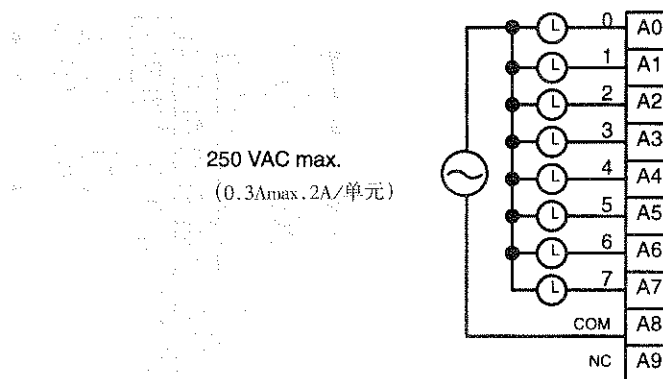 250 VAC max.
(0.3Amax.2A/单元)
L 0 A0
L 1 A1
L 2 A2
L 3 A3
L 4 A4
L 5 A5
L 6 A6
L 7 A7
COM A8
NC A9